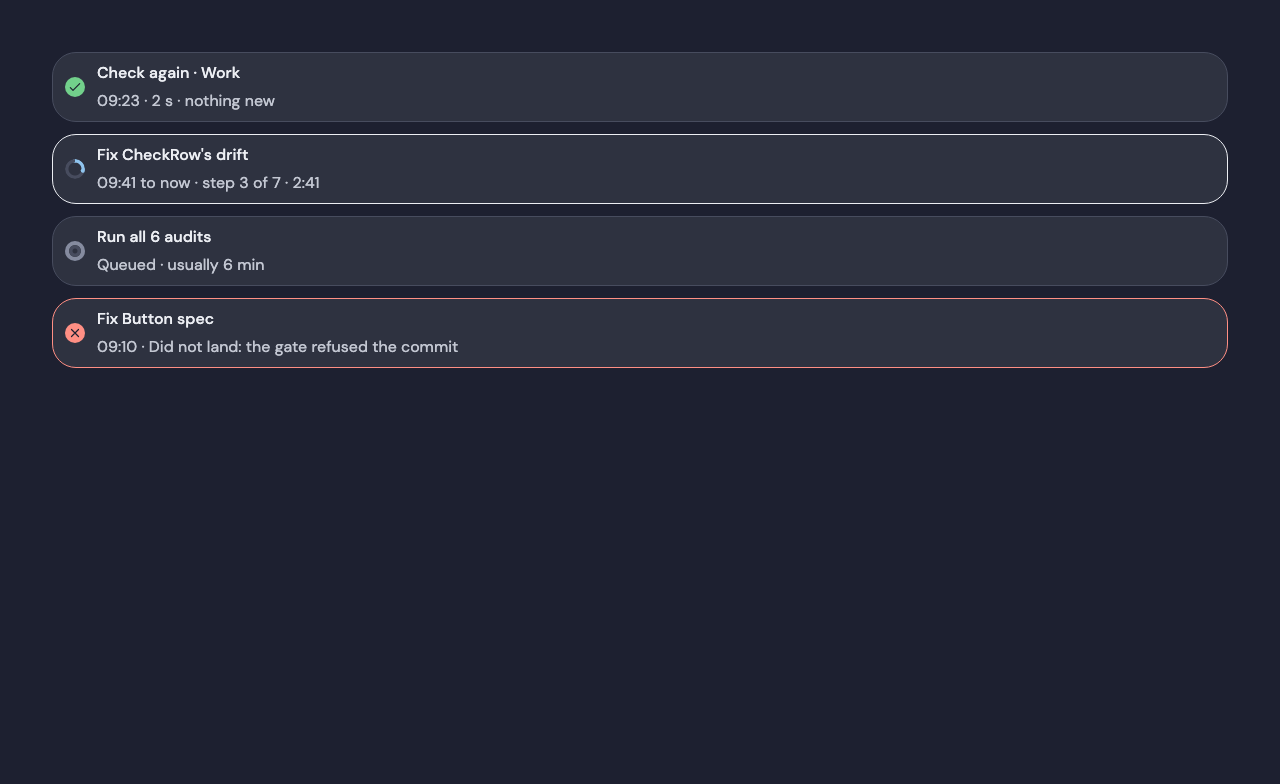 Check again · Work
09:23 · 2 s · nothing new
Fix CheckRow's drift
09:41 to now · step 3 of 7 · 2:41
Run all 6 audits
Queued · usually 6 min
Fix Button spec
09:10 · Did not land: the gate refused the commit